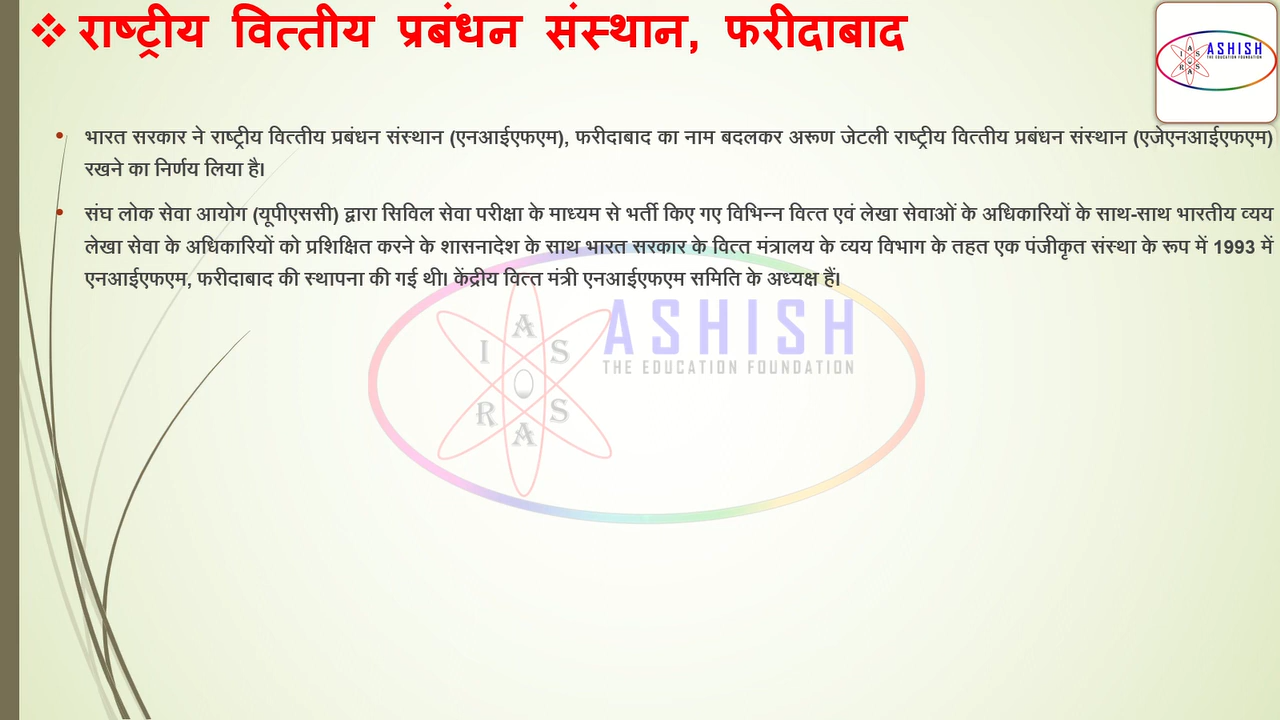 ❖ राष्ट्रीय वित्तीय प्रबंधन संस्थान, फरीदाबाद
ASHISH
THE EDUCATION FOUNDATION
I A S
R A S
• भारत सरकार ने राष्ट्रीय वित्तीय प्रबंधन संस्थान (एनआईएफएम), फरीदाबाद का नाम बदलकर अरूण जेटली राष्ट्रीय वित्तीय प्रबंधन संस्थान (एजेएनआईएफएम)
रखने का निर्णय लिया है।
• संघ लोक सेवा आयोग (यूपीएससी) द्वारा सिविल सेवा परीक्षा के माध्यम से भर्ती किए गए विभिन्न वित्त एवं लेखा सेवाओं के अधिकारियों के साथ-साथ भारतीय व्यय
लेखा सेवा के अधिकारियों को प्रशिक्षित करने के शासनादेश के साथ भारत सरकार के वित्त मंत्रालय के व्यय विभाग के तहत एक पंजीकृत संस्था के रूप में 1993 में
एनआईएफएम, फरीदाबाद की स्थापना की गई थी। केंद्रीय वित्त मंत्री एनआईएफएम समिति के अध्यक्ष हैं।
ASHISH
THE EDUCATION FOUNDATION
I A S
R A S